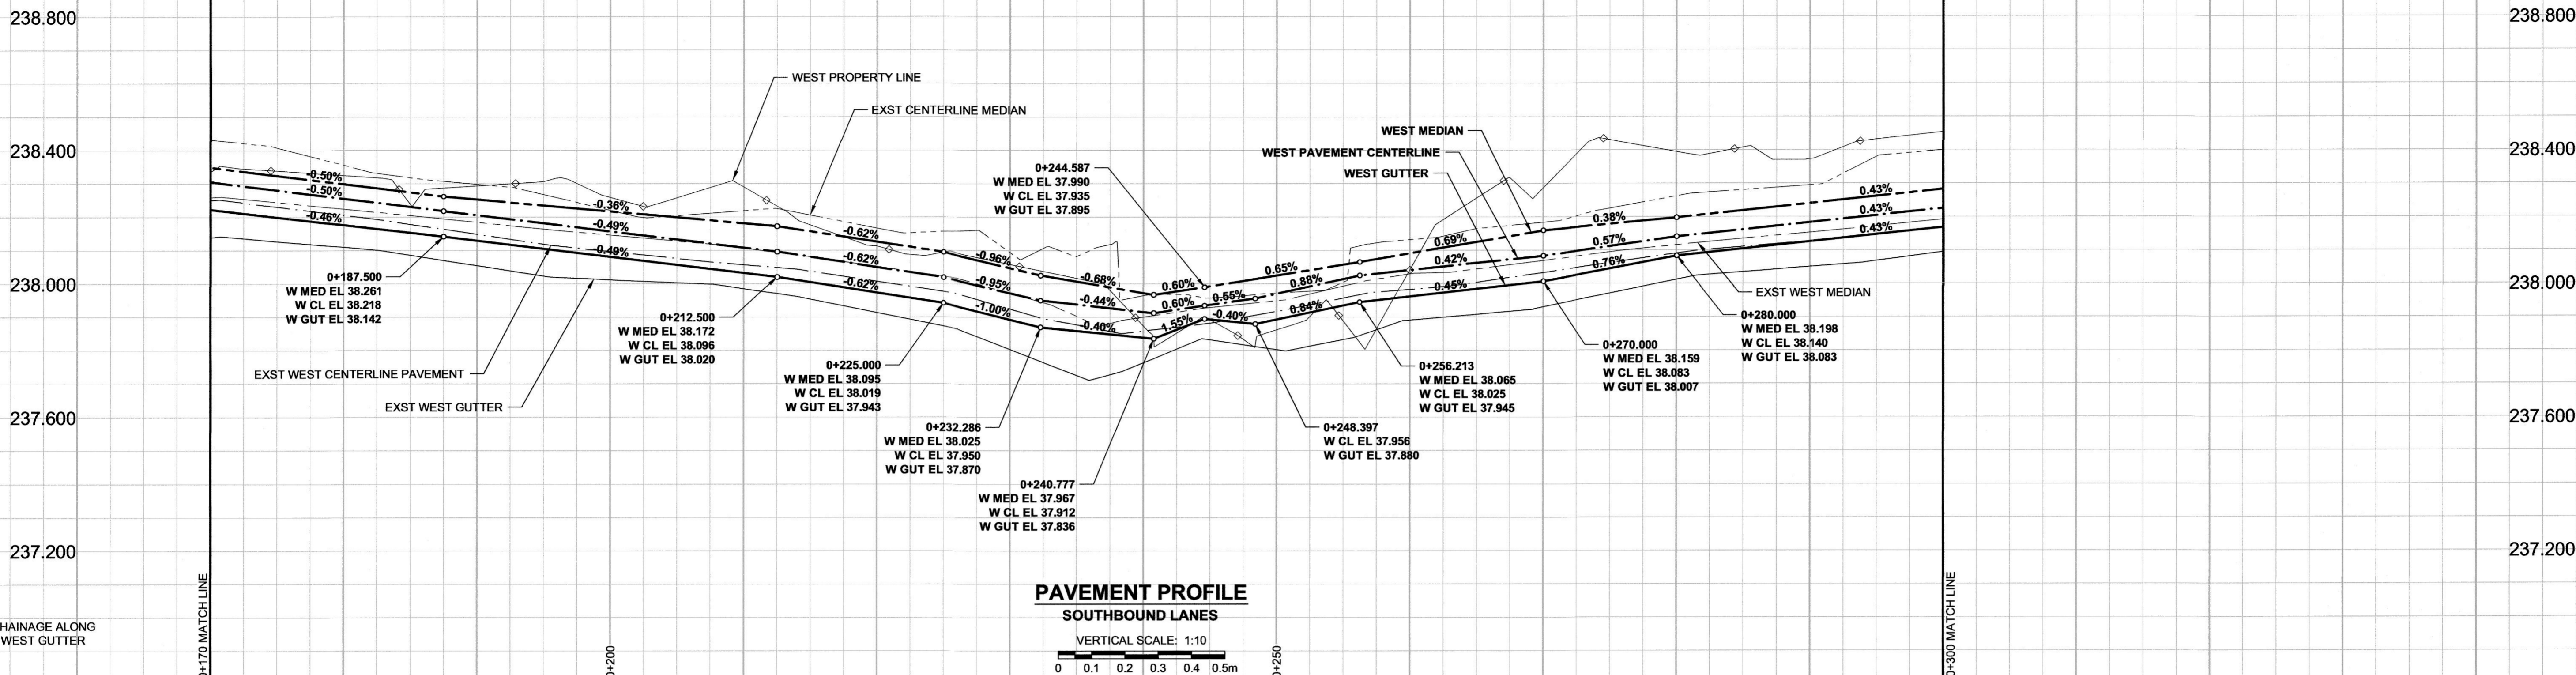 238.800
238.800
WEST PROPERTY LINE
EXST CENTERLINE MEDIAN
WEST MEDIAN
WEST PAVEMENT CENTERLINE
WEST GUTTER
238.400
238.400
0+244.587
W MED EL 37.990
W CL EL 37.935
W GUT EL 37.895
-0.50%
-0.36%
-0.62%
-0.96%
-0.68%
0.60%
0.65%
0.69%
0.38%
0.43%
-0.50%
-0.49%
-0.62%
-0.95%
-0.44%
0.60%
0.55%
0.88%
0.42%
0.57%
0.43%
-0.46%
-0.49%
-0.62%
-1.00%
-0.40%
1.55%
-0.40%
0.84%
0.45%
0.76%
0.43%
238.000
238.000
0+187.500
W MED EL 38.261
W CL EL 38.218
W GUT EL 38.142
0+212.500
W MED EL 38.172
W CL EL 38.096
W GUT EL 38.020
0+225.000
W MED EL 38.095
W CL EL 38.019
W GUT EL 37.943
0+232.286
W MED EL 38.025
W CL EL 37.950
W GUT EL 37.870
0+240.777
W MED EL 37.967
W CL EL 37.912
W GUT EL 37.836
0+248.397
W CL EL 37.956
W GUT EL 37.880
0+256.213
W MED EL 38.065
W CL EL 38.025
W GUT EL 37.945
0+270.000
W MED EL 38.159
W CL EL 38.083
W GUT EL 38.007
0+280.000
W MED EL 38.198
W CL EL 38.140
W GUT EL 38.083
EXST WEST MEDIAN
EXST WEST CENTERLINE PAVEMENT
EXST WEST GUTTER
237.600
237.600
237.200
237.200
PAVEMENT PROFILE
SOUTHBOUND LANES
VERTICAL SCALE: 1:10
0 0.1 0.2 0.3 0.4 0.5m
HAINAGE ALONG
WEST GUTTER
0+170 MATCH LINE
0+200
0+250
0+300 MATCH LINE